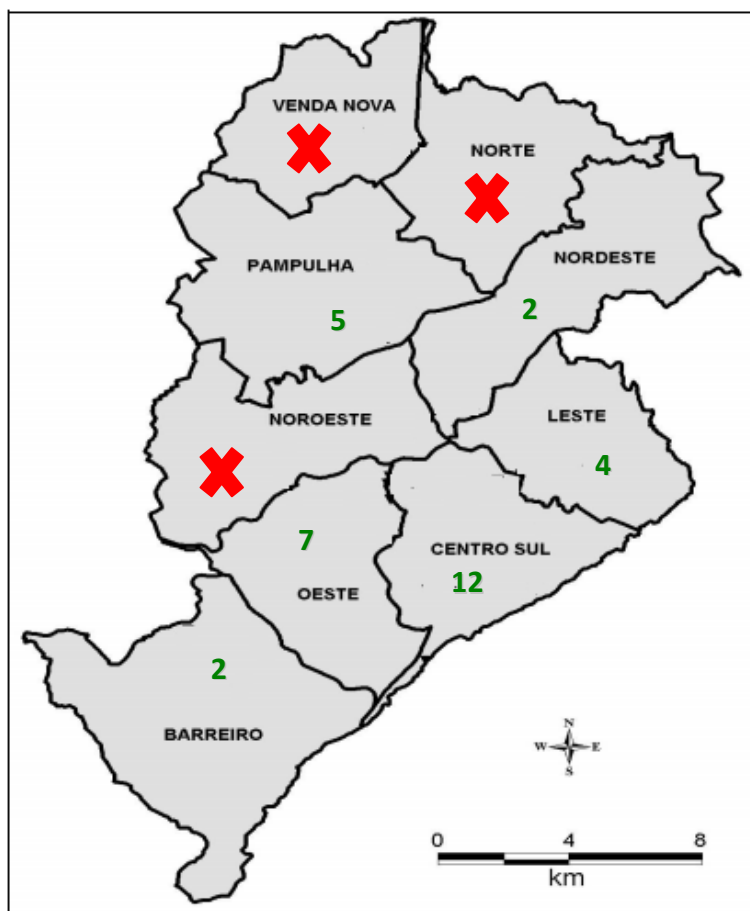 VENDA NOVA
NORTE
PAMPULHA
NORDESTE
5
2
NOROESTE
LESTE
4
7
CENTRO SUL
12
OESTE
2
BARREIRO
N
W E
S
0 4 8
km